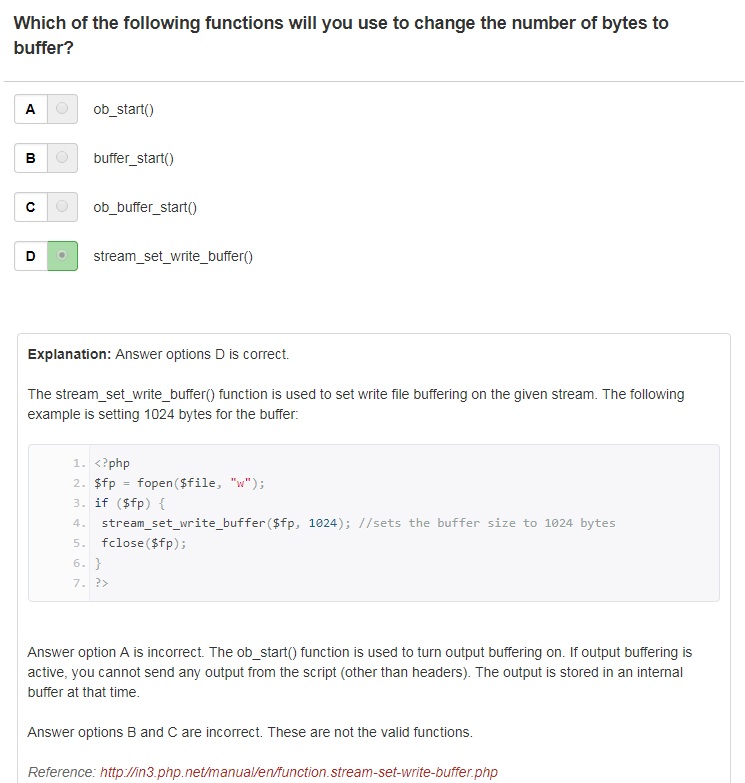 Which of the following functions will you use to change the number of bytes to
buffer?
A ob_start()
B buffer_start()
C ob_buffer_start()
D stream_set_write_buffer()
Explanation: Answer options D is correct.
The stream_set_write_buffer() function is used to set write file buffering on the given stream. The following
example is setting 1024 bytes for the buffer:
1. <?php
2. $fp = fopen($file, "w");
3. if ($fp) {
4. stream_set_write_buffer($fp, 1024); //sets the buffer size to 1024 bytes
5. fclose($fp);
6. }
7. ?>
Answer option A is incorrect. The ob_start() function is used to turn output buffering on. If output buffering is
active, you cannot send any output from the script (other than headers). The output is stored in an internal
buffer at that time.
Answer options B and C are incorrect. These are not the valid functions.
Reference: http://in3.php.net/manual/en/function.stream-set-write-buffer.php